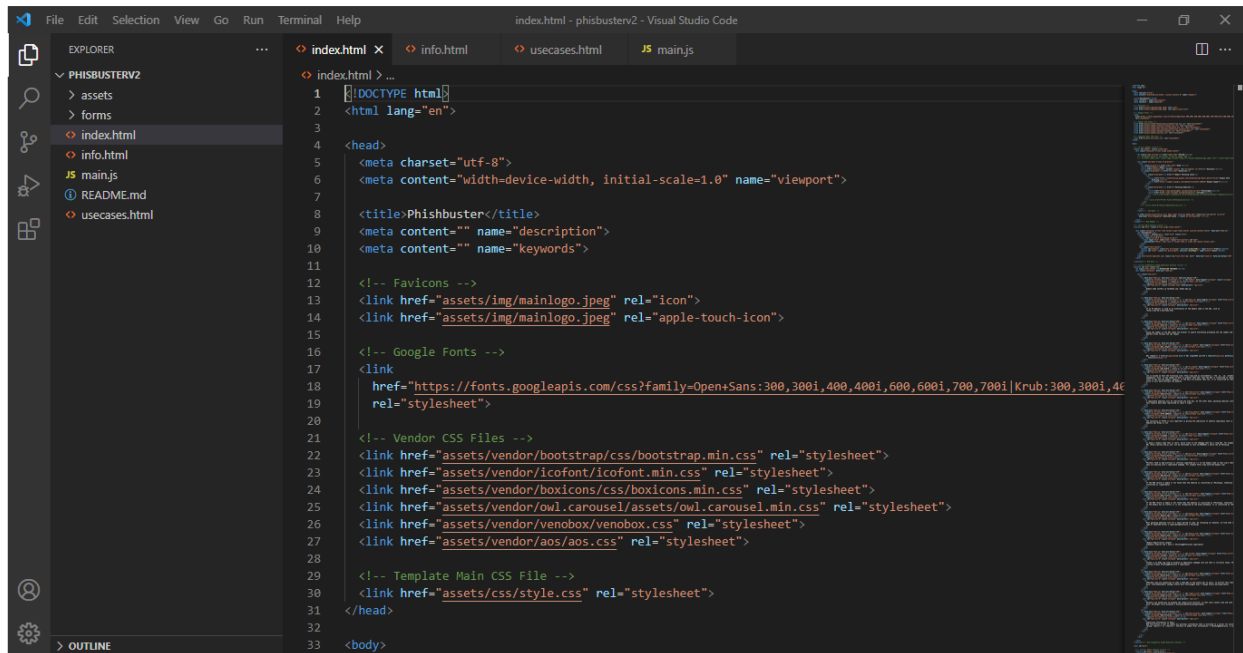 File Edit Selection View Go Run Terminal Help index.html - phisbusterv2 - Visual Studio Code
EXPLORER
PHISBUSTERV2
assets
forms
index.html
info.html
JS main.js
README.md
usecases.html
OUTLINE
index.html info.html usecases.html JS main.js
index.html > ...
1 <!DOCTYPE html>
2 <html lang="en">
3
4 <head>
5 <meta charset="utf-8">
6 <meta content="width=device-width, initial-scale=1.0" name="viewport">
7
8 <title>Phishbuster</title>
9 <meta content="" name="description">
10 <meta content="" name="keywords">
11
12 <!-- Favicons -->
13 <link href="assets/img/mainlogo.jpeg" rel="icon">
14 <link href="assets/img/mainlogo.jpeg" rel="apple-touch-icon">
15
16 <!-- Google Fonts -->
17 <link
18 href="https://fonts.googleapis.com/css?family=Open+Sans:300,300i,400,400i,600,600i,700,700i|Krub:300,300i,40
19 rel="stylesheet">
20
21 <!-- Vendor CSS Files -->
22 <link href="assets/vendor/bootstrap/css/bootstrap.min.css" rel="stylesheet">
23 <link href="assets/vendor/icofont/icofont.min.css" rel="stylesheet">
24 <link href="assets/vendor/boxicons/css/boxicons.min.css" rel="stylesheet">
25 <link href="assets/vendor/owl.carousel/assets/owl.carousel.min.css" rel="stylesheet">
26 <link href="assets/vendor/venobox/venobox.css" rel="stylesheet">
27 <link href="assets/vendor/aos/aos.css" rel="stylesheet">
28
29 <!-- Template Main CSS File -->
30 <link href="assets/css/style.css" rel="stylesheet">
31 </head>
32
33 <body>